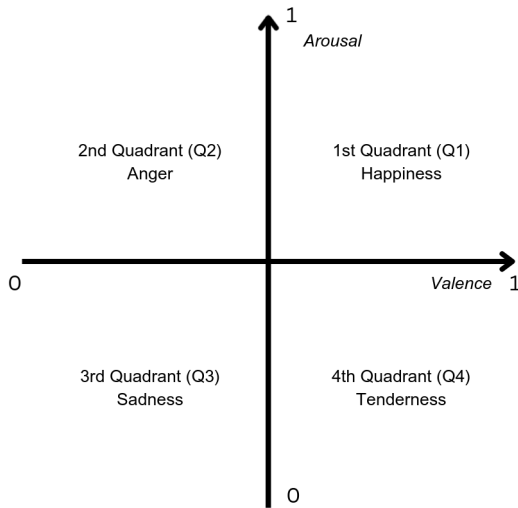 1
Arousal
2nd Quadrant (Q2)
Anger
1st Quadrant (Q1)
Happiness
0
Valence 1
3rd Quadrant (Q3)
Sadness
4th Quadrant (Q4)
Tenderness
0